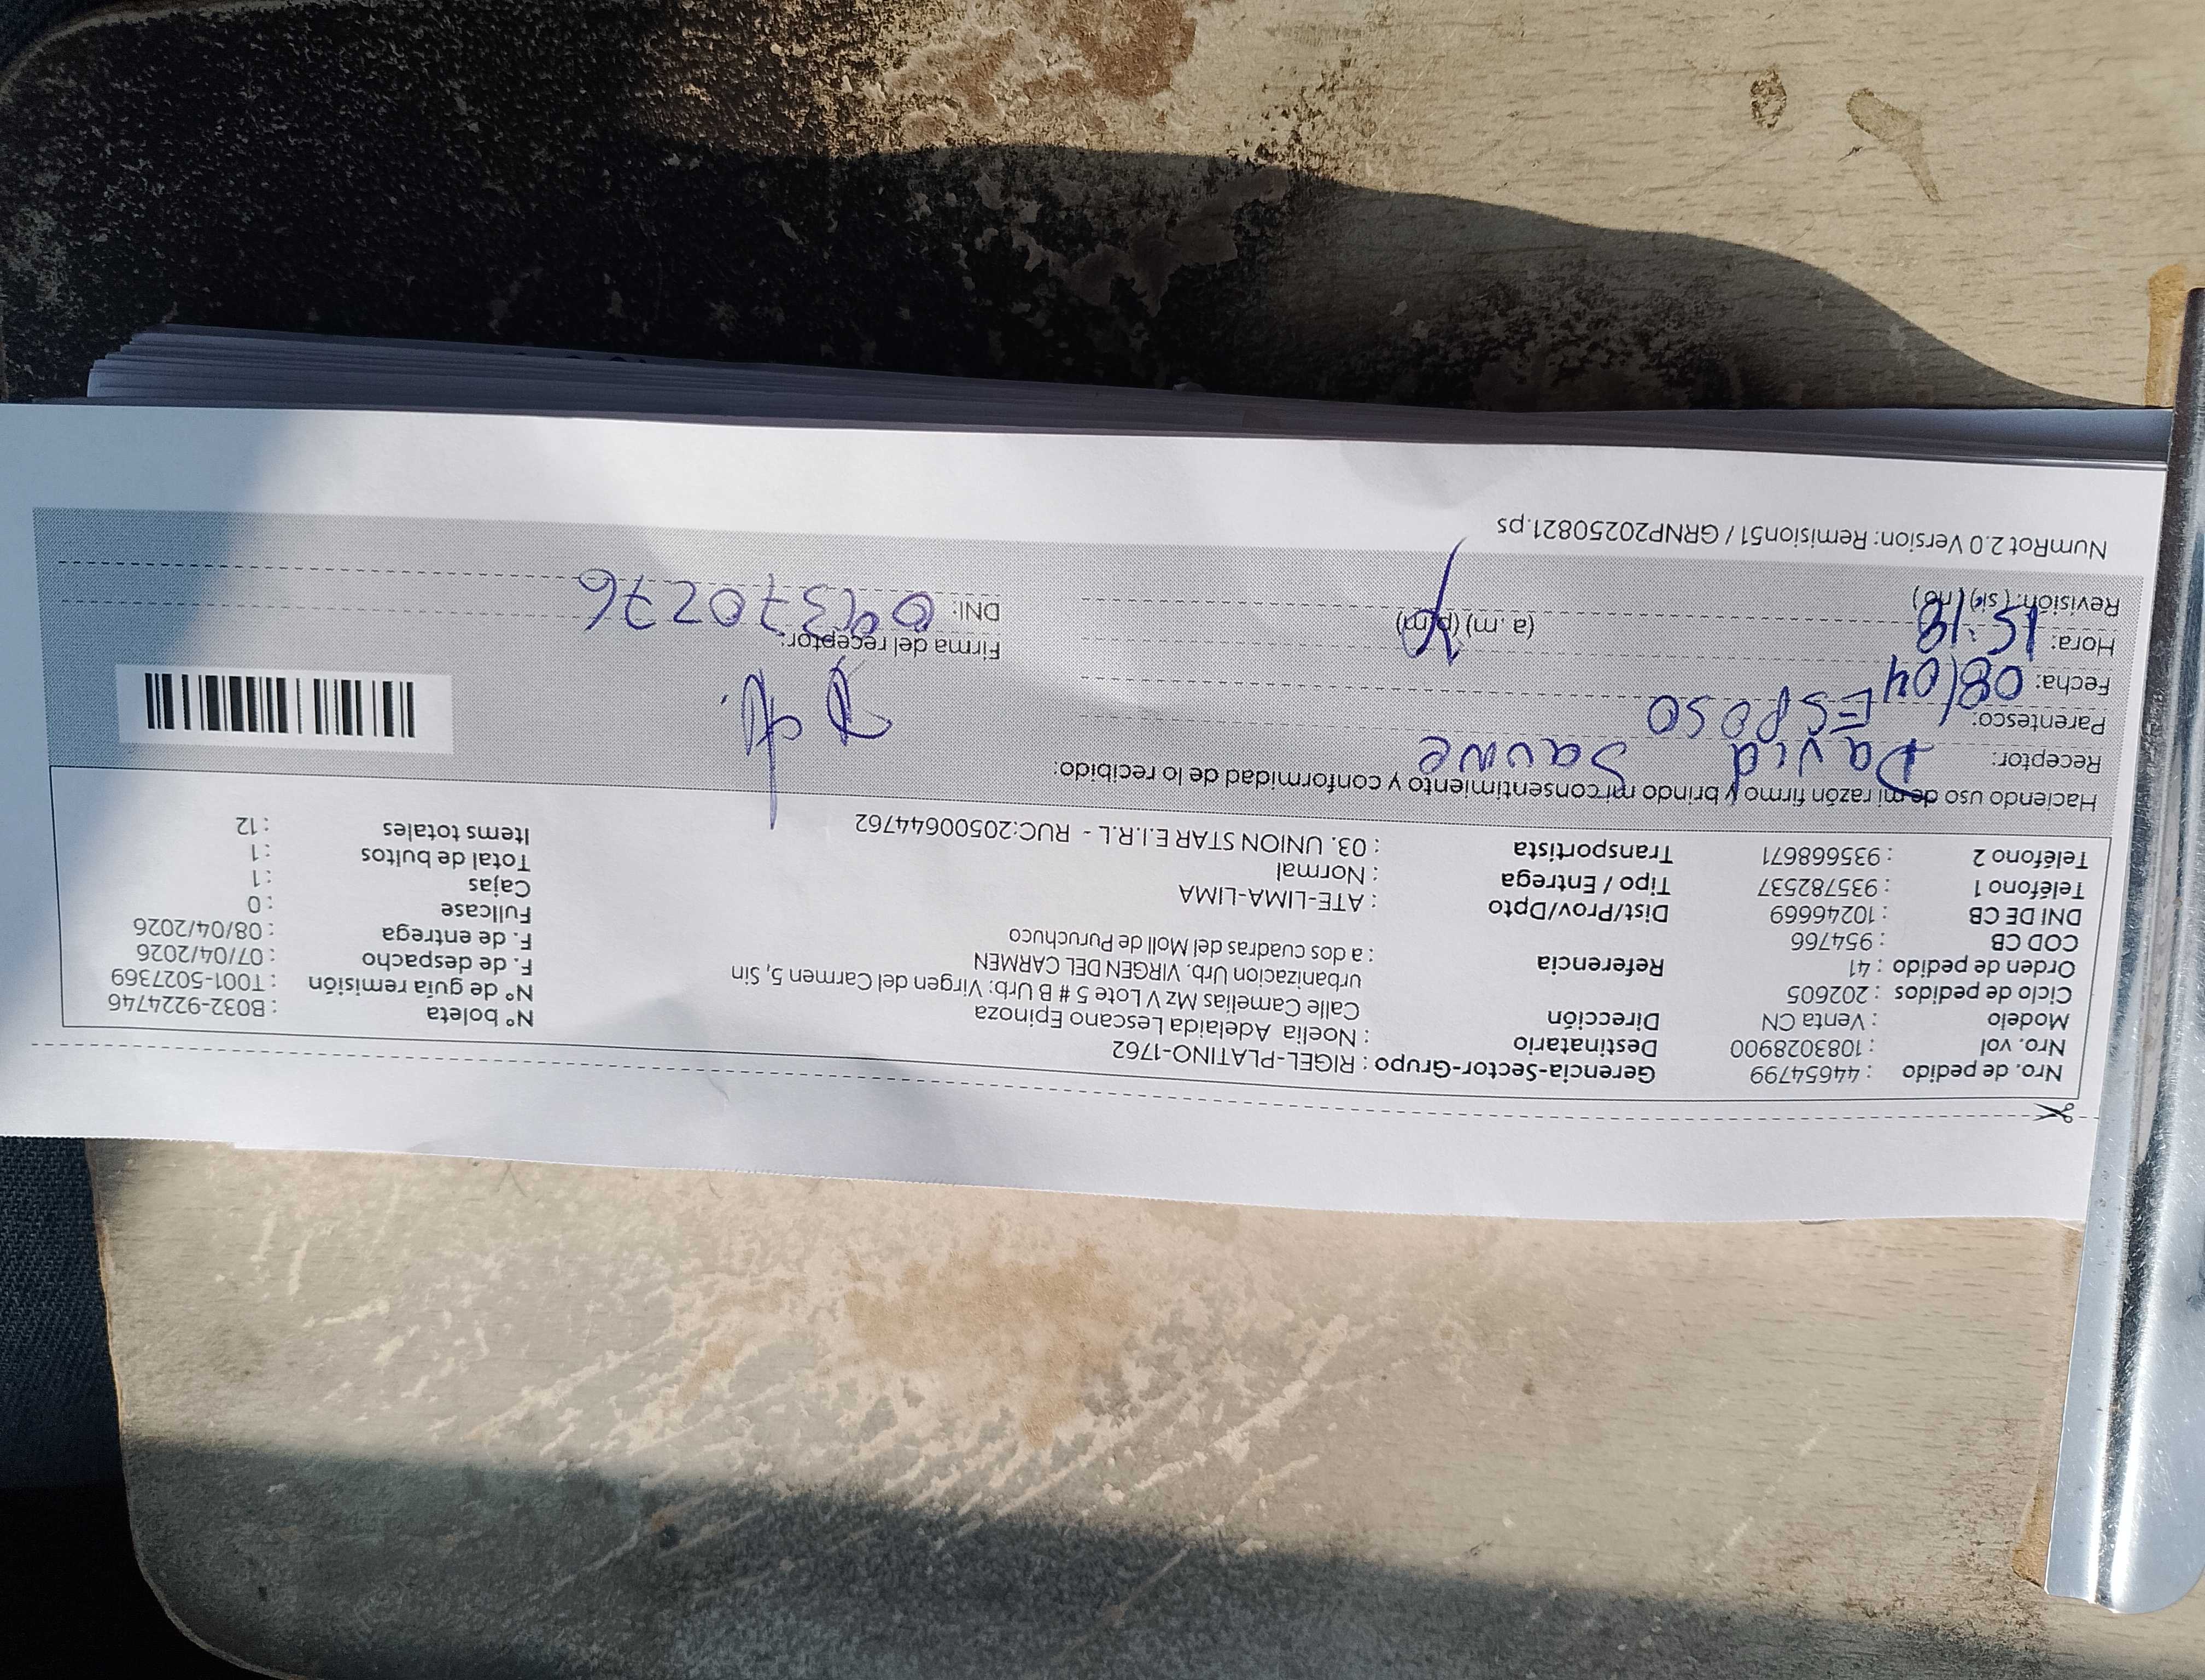 Nro. de pedido : 44654799 Gerencia-Sector-Grupo : RIGEL-PLATINO-1762
Nro. vol : 1083028900 Destinatario : Noelia Adelaida Lescano Epinoza Nº boleta : B032-9224746
Modelo : Venta CN Dirección Calle Camelias Mz V Lote 5 # B Urb: Virgen del Carmen 5, Sin Nº de guía remisión : T001-5027369
Ciclo de pedidos : 202605 urbanizacion Urb. VIRGEN DEL CARMEN F. de despacho : 07/04/2026
Orden de pedido : 41 Referencia : a dos cuadras del Moll de Puruchuco F. de entrega : 08/04/2026
COD CB : 954766 Fullcase : 0
DNI DE CB : 10246669 Dist/Prov/Dpto : ATE-LIMA-LIMA Cajas : 1
Teléfono 1 : 935782537 Tipo / Entrega : Normal Total de bultos : 1
Teléfono 2 : 935668671 Transportista : 03. UNION STAR E.I.R.L - RUC:20500644762 Items totales : 12
Haciendo uso de mi razón firmo y brindo mi consentimiento y conformidad de lo recibido:
Receptor: David
Parentesco: ESPOSO
Fecha: 08/04
Hora: 15:18 (a. m) (p. m) Firma del receptor:
Revisión: ( si ) ( no ) DNI: 09370276
NumRot 2.0 Version: Remision51 / GRNP20250821.ps